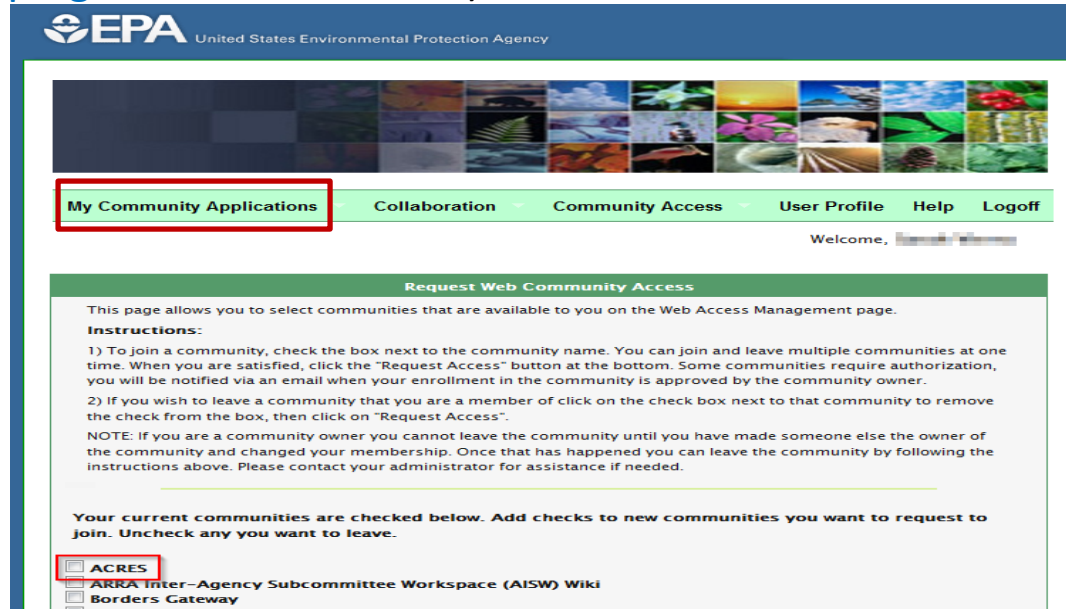 EPA United States Environmental Protection Agency
My Community Applications Collaboration Community Access User Profile Help Logoff
Welcome,
Request Web Community Access
This page allows you to select communities that are available to you on the Web Access Management page.
Instructions:
1) To join a community, check the box next to the community name. You can join and leave multiple communities at one
time. When you are satisfied, click the "Request Access" button at the bottom. Some communities require authorization,
you will be notified via an email when your enrollment in the community is approved by the community owner.
2) If you wish to leave a community that you are a member of click on the check box next to that community to remove
the check from the box, then click on "Request Access".
NOTE: If you are a community owner you cannot leave the community until you have made someone else the owner of
the community and changed your membership. Once that has happened you can leave the community by following the
instructions above. Please contact your administrator for assistance if needed.
Your current communities are checked below. Add checks to new communities you want to request to
join. Uncheck any you want to leave.
ACRES
ARRA Inter-Agency Subcommittee Workspace (AISW) Wiki
Borders Gateway